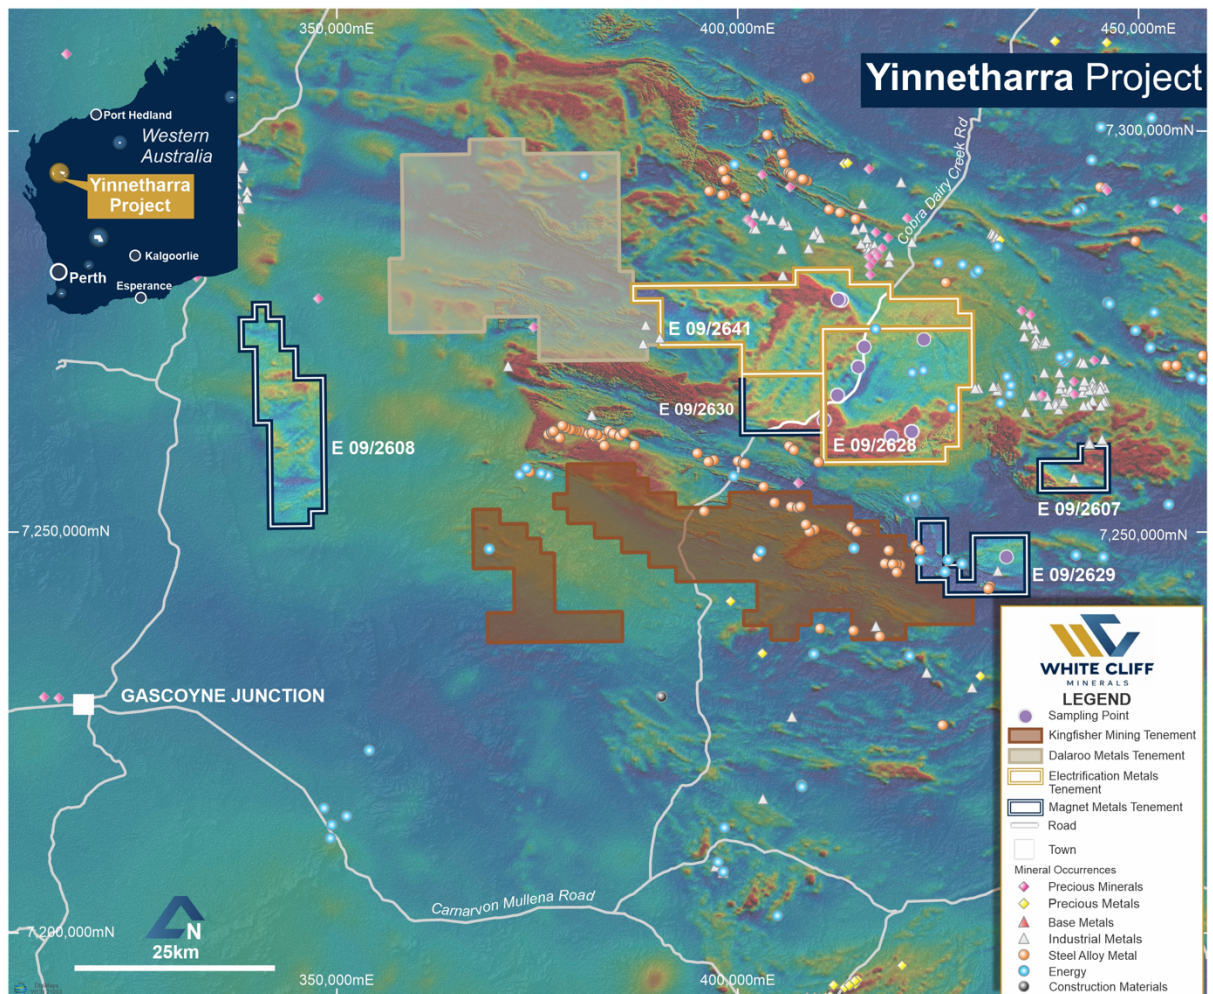 350,000mE
400,000mE
450,000mE
Yinnetharra Project
7,300,000mN
Port Hedland
Western
Australia
Yinnetharra
Project
Kalgoorlie
Perth
Esperance
Cobra Dairy Creek Rd
E 09/2641
E 09/2630
E 09/2628
E 09/2608
E 09/2607
7,250,000mN
7,250,000mN
E 09/2629
GASCOYNE JUNCTION
Carnarvon Mullena Road
7,200,000mN
N
25km
350,000mE
400,000mE
WHITE CLIFF
MINERALS
LEGEND
Sampling Point
Kingfisher Mining Tenement
Dalaroo Metals Tenement
Electrification Metals
Tenement
Magnet Metals Tenement
Road
Town
Mineral Occurrences
Precious Minerals
Precious Metals
Base Metals
Industrial Metals
Steel Alloy Metal
Energy
Construction Materials